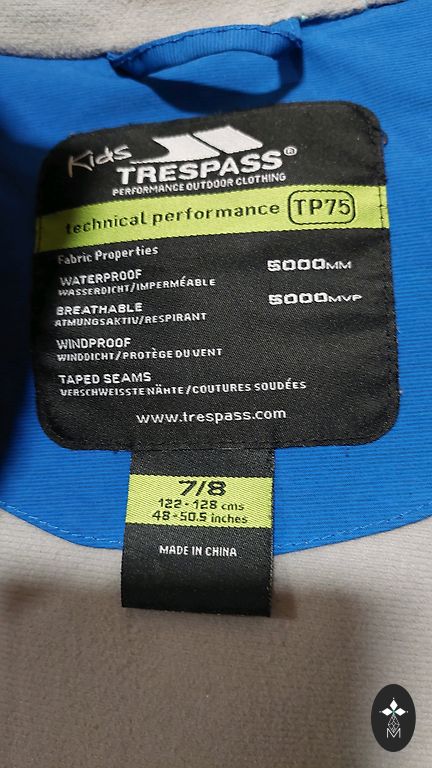 Kids
TRESPASS®
PERFORMANCE OUTDOOR CLOTHING
technical performance TP75
Fabric Properties
WATERPROOF 5000MM
WASSERDICHT/IMPERMÉABLE
BREATHABLE 5000MVP
ATMUNGSAKTIV/RESPIRANT
WINDPROOF
WINDDICHT/PROTÈGE DU VENT
TAPED SEAMS
VERSCHWEISSTE NÄHTE/COUTURES SOUDÉES
www.trespass.com
7/8
122-128 cms
48-50.5 inches
MADE IN CHINA
M